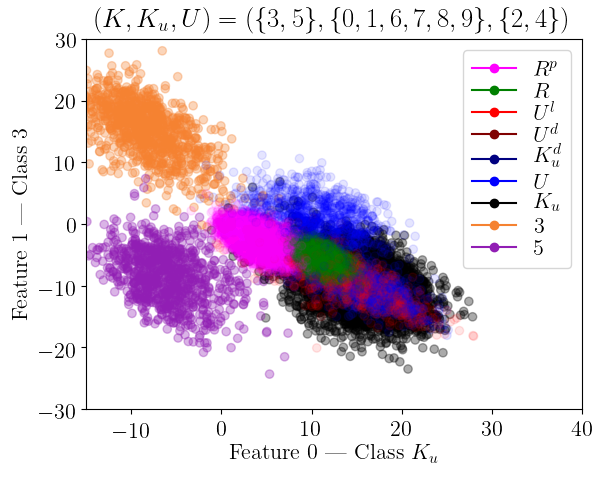 (K, K_u, U) = ({3, 5}, {0, 1, 6, 7, 8, 9}, {2, 4})
30
20
10
0
−10
−20
−30
−10
0
10
20
30
40
Feature 1 — Class 3
Feature 0 — Class K_u
R^p
R
U^l
U^d
K_u^d
U
K_u
3
5